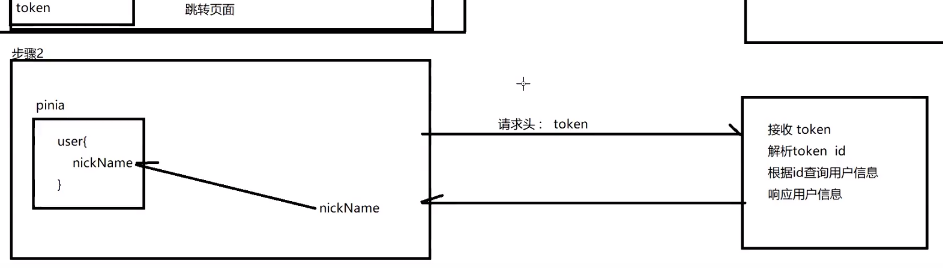 token
跳转页面
步骤2
pinia
user{
nickName
}
nickName
请求头： token
接收 token
解析token id
根据id查询用户信息
响应用户信息